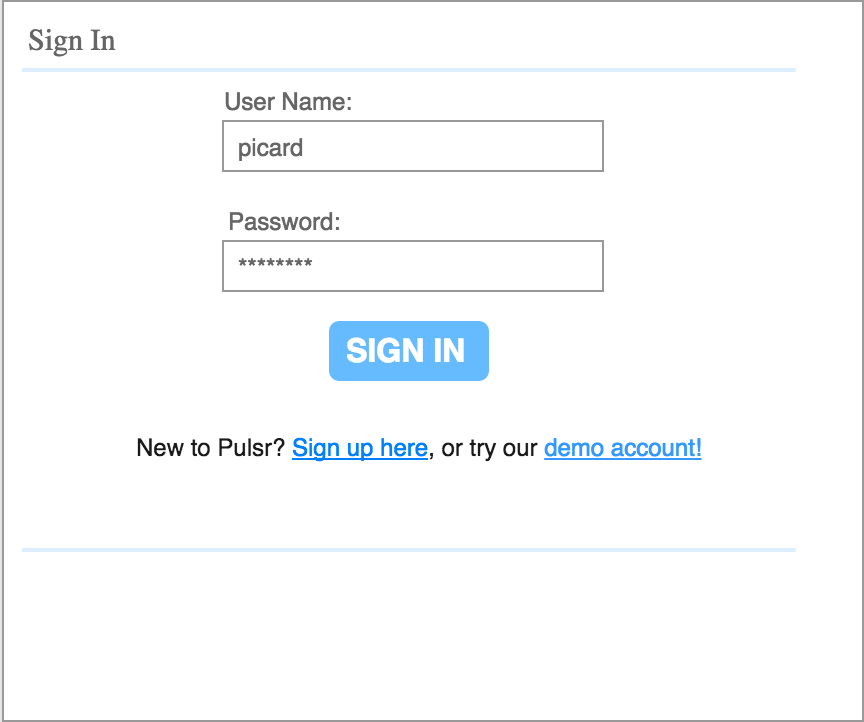 Sign In
User Name:
picard
Password:
********
SIGN IN
New to Pulsr? Sign up here, or try our demo account!